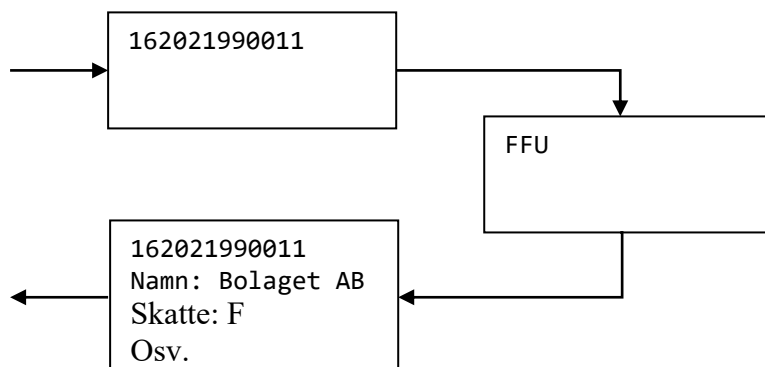 162021990011
FFU
162021990011
Namn: Bolaget AB
Skatte: F
Osv.